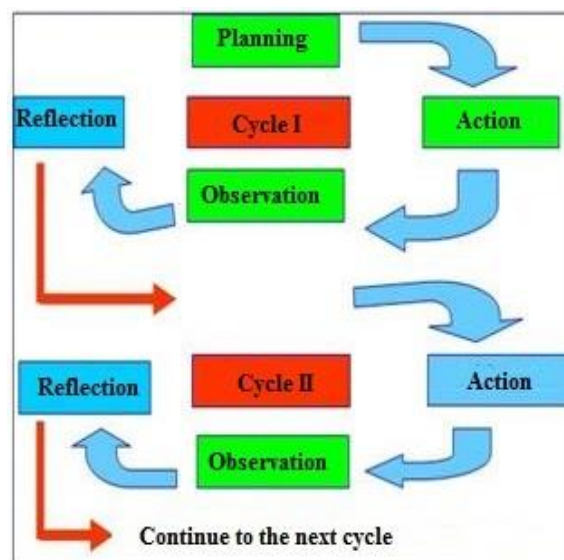 Planning
Reflection
Cycle I
Action
Observation
Reflection
Cycle II
Action
Observation
Continue to the next cycle